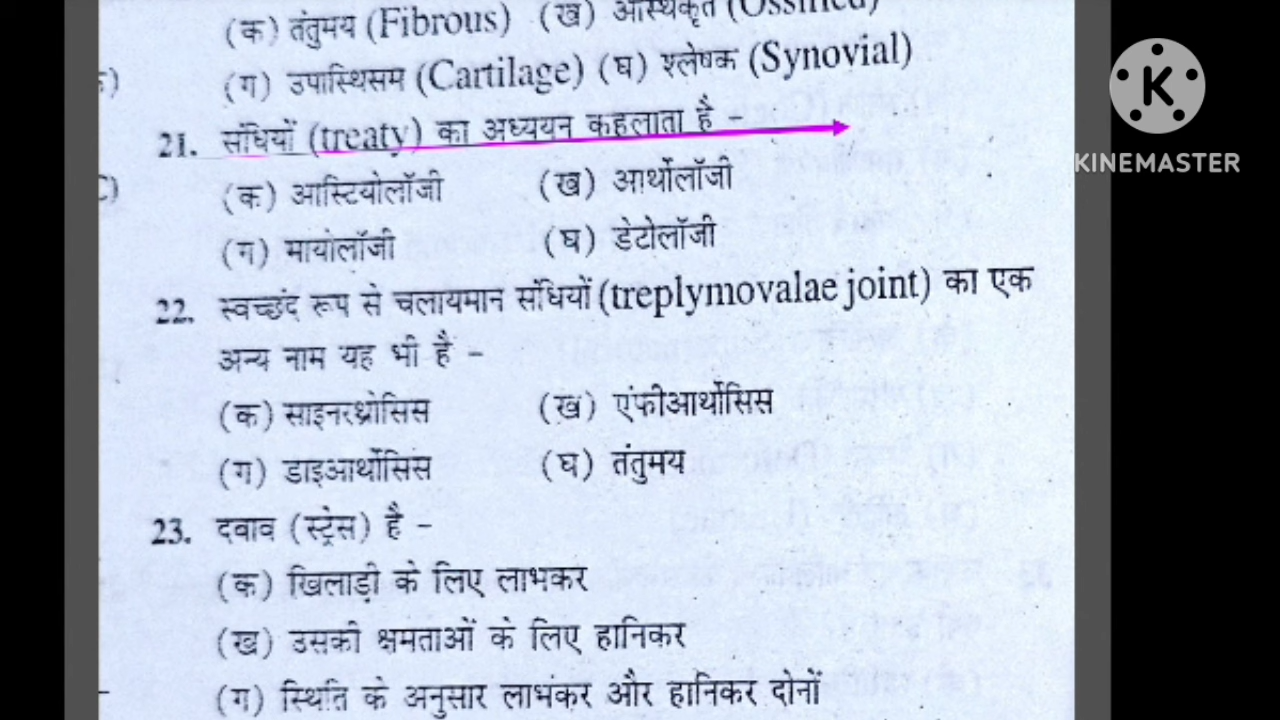 (क) तंतुमय (Fibrous) (ख) अस्थिकृत (Ossified)
(ग) उपास्थिसम (Cartilage) (घ) श्लेषक (Synovial)
21. संधियों (treaty) का अध्ययन कहलाता है -
(क) आस्टियोलॉजी (ख) आर्थोलॉजी
(ग) मायोलॉजी (घ) डेटोलॉजी
22. स्वच्छंद रूप से चलायमान संधियों (treplymovalae joint) का एक
अन्य नाम यह भी है -
(क) साइनरथ्रोसिस (ख) एंफीआर्थोसिस
(ग) डाइआर्थोसिस (घ) तंतुमय
23. दवाव (स्ट्रेस) है -
(क) खिलाड़ी के लिए लाभकर
(ख) उसकी क्षमताओं के लिए हानिकर
(ग) स्थिति के अनुसार लाभंकर और हानिकर दोनों
K
KINEMASTER